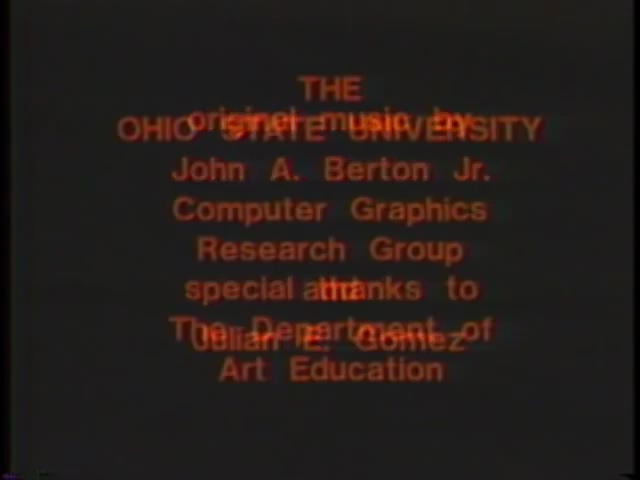 THE
original music by
OHIO STATE UNIVERSITY
John A. Berton Jr.
Computer Graphics
Research Group
special thanks to
and
The Department of
Julian E. Gomez
Art Education